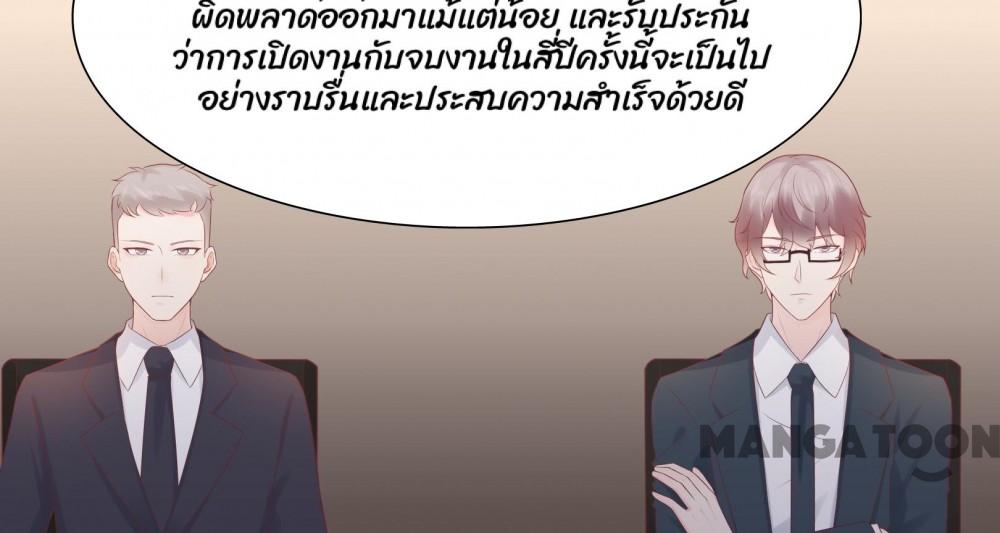 ผิดพลาดออกมาแม้แต่น้อย และรับประกัน
ว่าการเปิดงานกับจบงานในสี่ปีครั้งนี้จะเป็นไป
อย่างราบรื่นและประสบความสำเร็จด้วยดี
MANGATOON